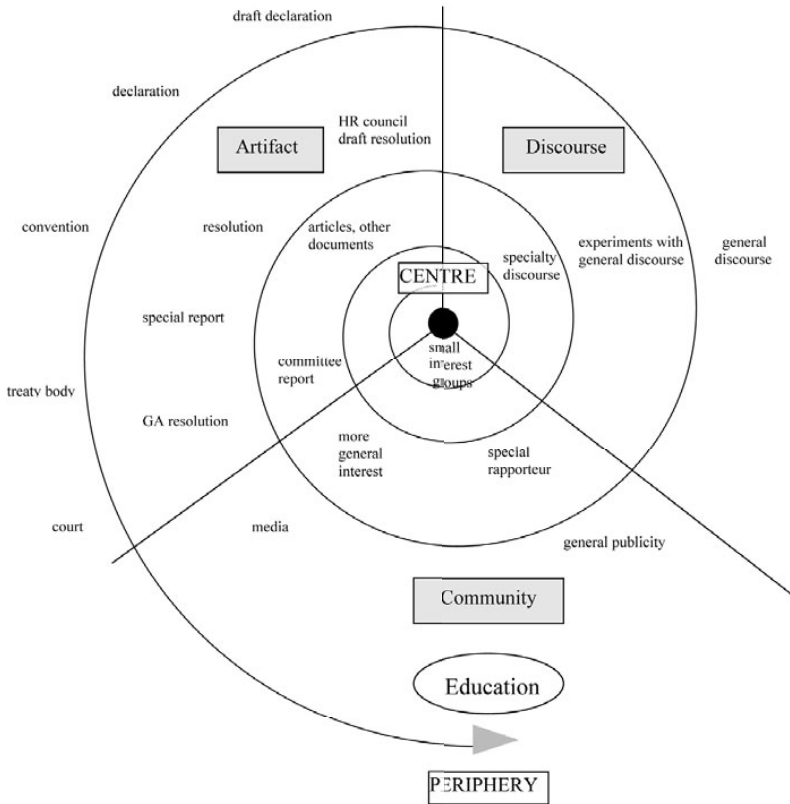 draft declaration
declaration
HR council
draft resolution
Artifact
Discourse
convention
resolution
articles, other
documents
specialty
discourse
experiments with
general discourse
general
discourse
CENTRE
special report
small
interest
groups
committee
report
treaty body
GA resolution
more
general
interest
special
rapporteur
court
media
general publicity
Community
Education
PERIPHERY